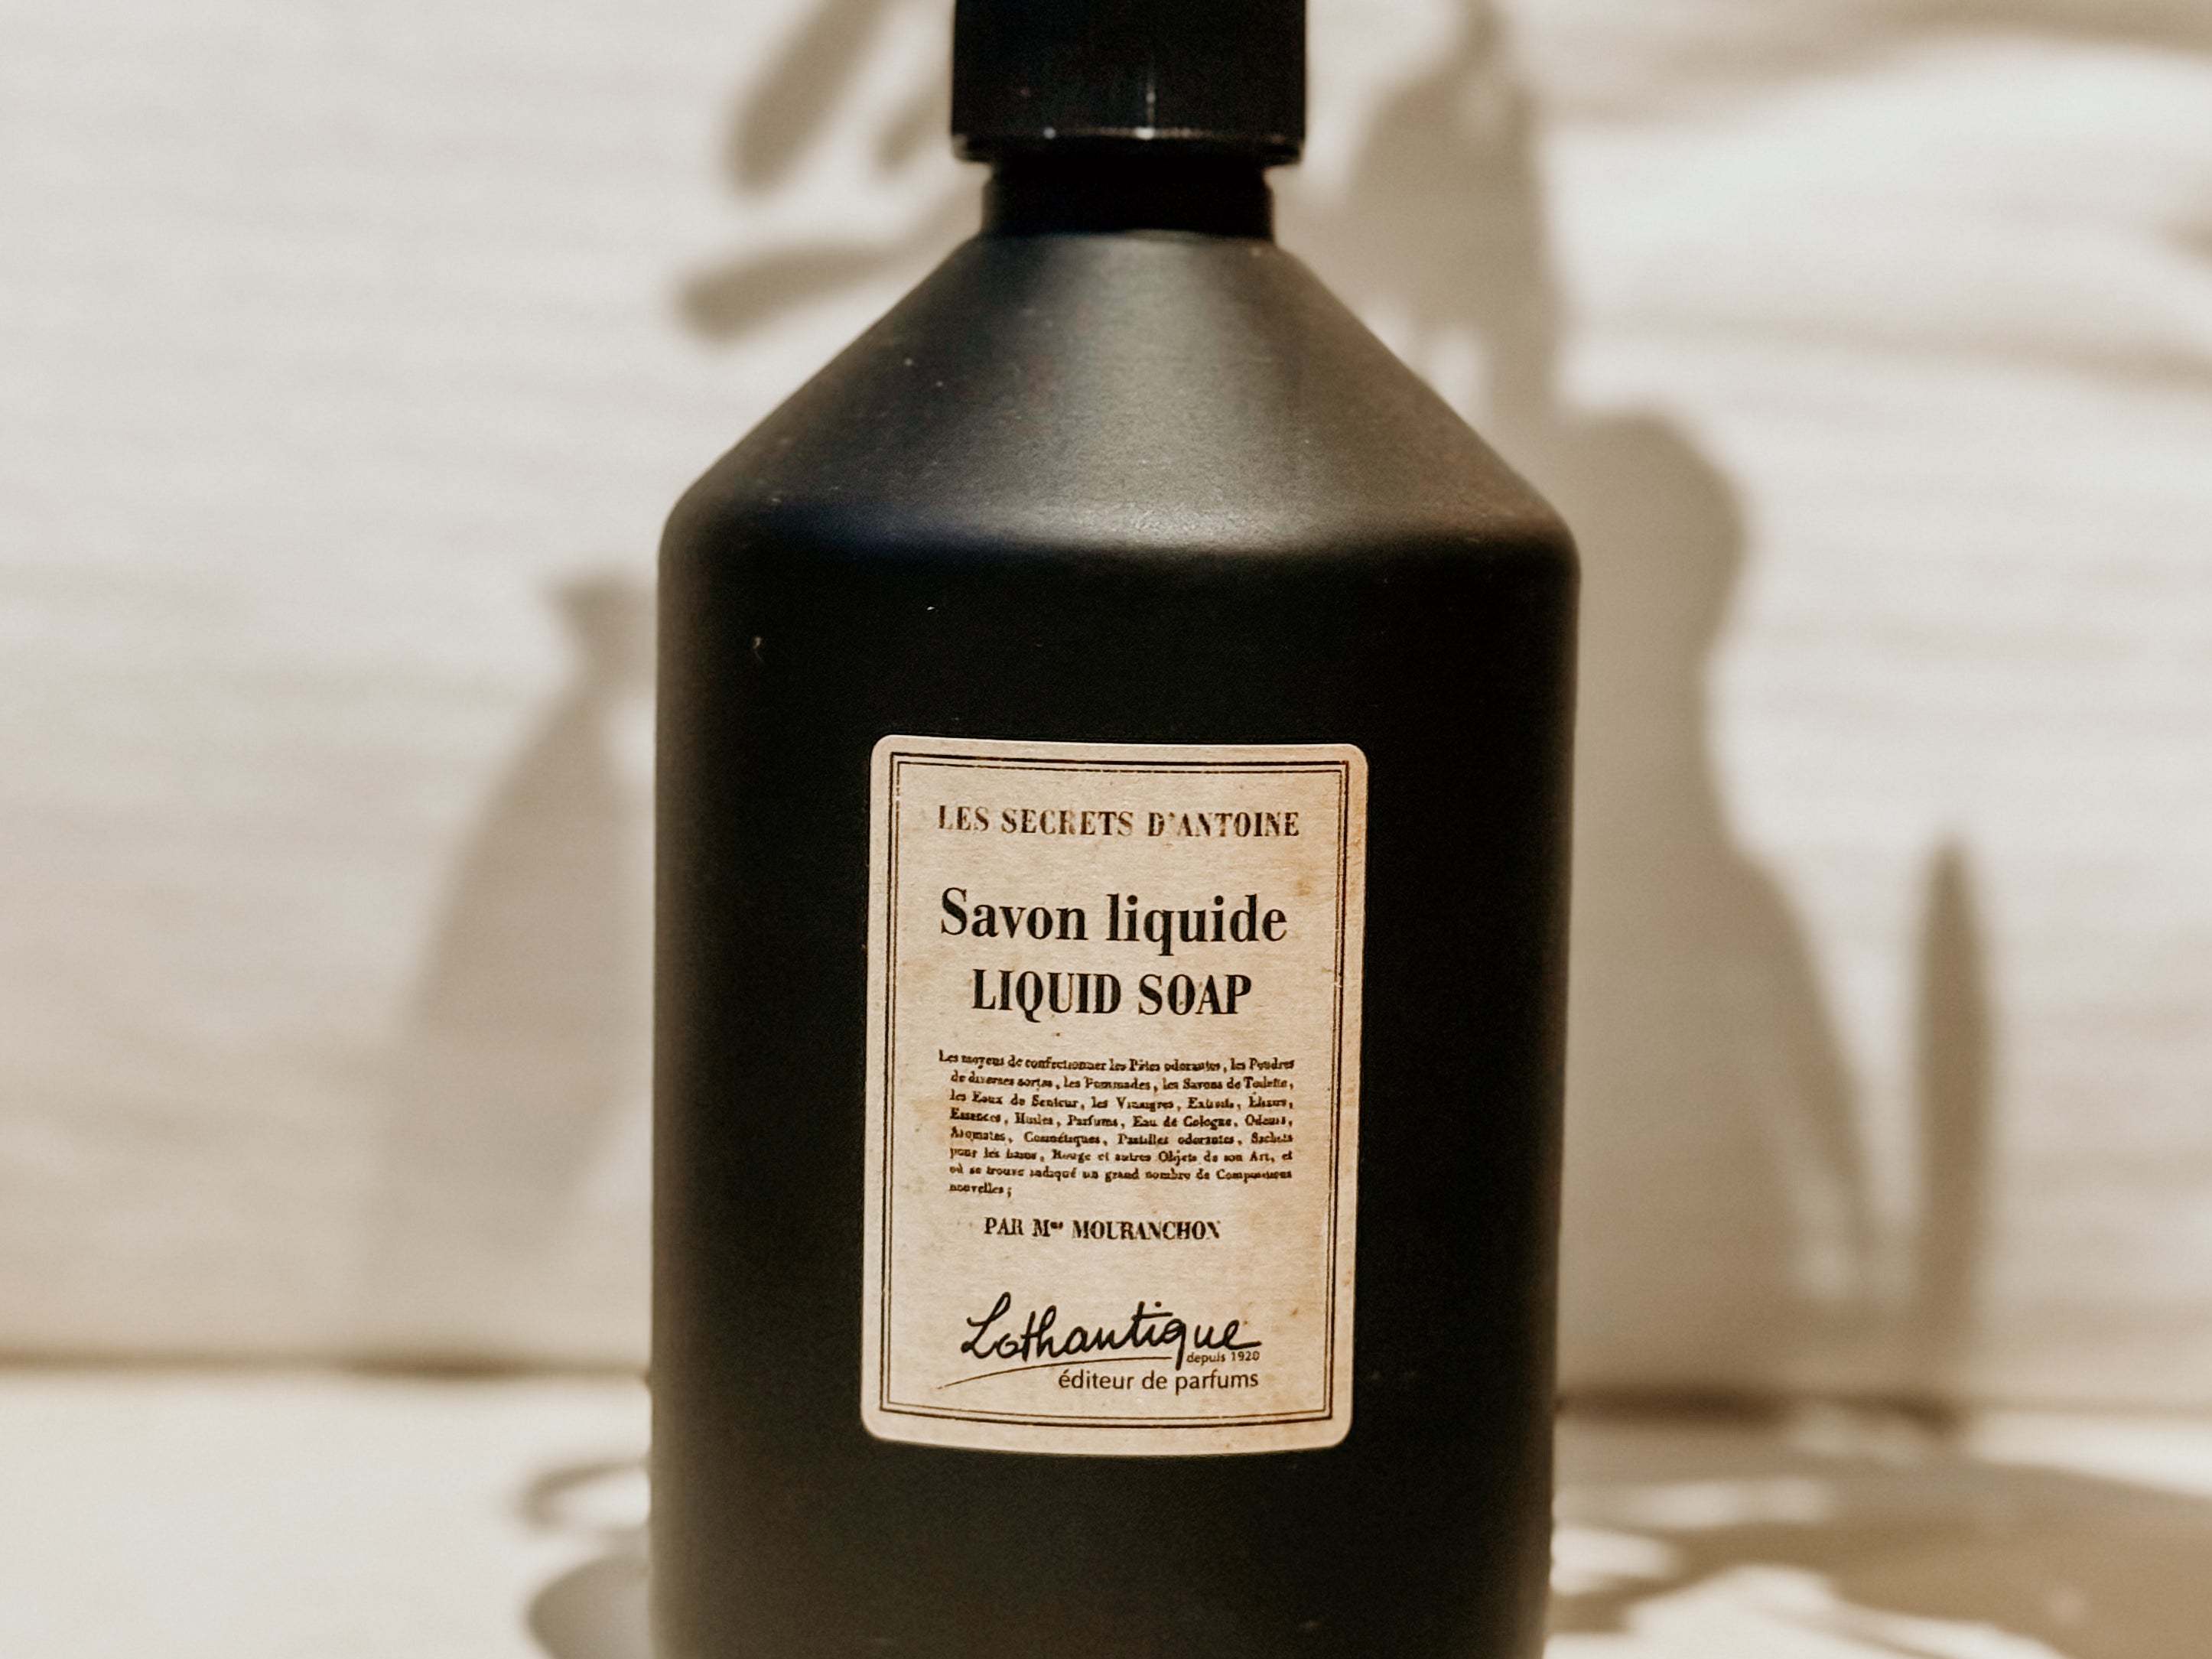 LES SECRETS D'ANTOINE
Savon liquide
LIQUID SOAP
Les moyens de confectionner les Pâtes odorantes, les Poudres
de diverses sortes, les Pommades, les Savons de Toilette,
les Eaux de Senteur, les Vinaigres, Extraits, Élixirs,
Essences, Huiles, Parfums, Eau de Cologne, Odeurs,
Aromates, Cosmétiques, Pastilles odorantes, Sachets
pour les bains, Rouge et autres Objets de son Art, et
où se trouve indiqué un grand nombre de Compositions
nouvelles ;
PAR Mme MOURANCHON
Lothantique
depuis 1920
éditeur de parfums